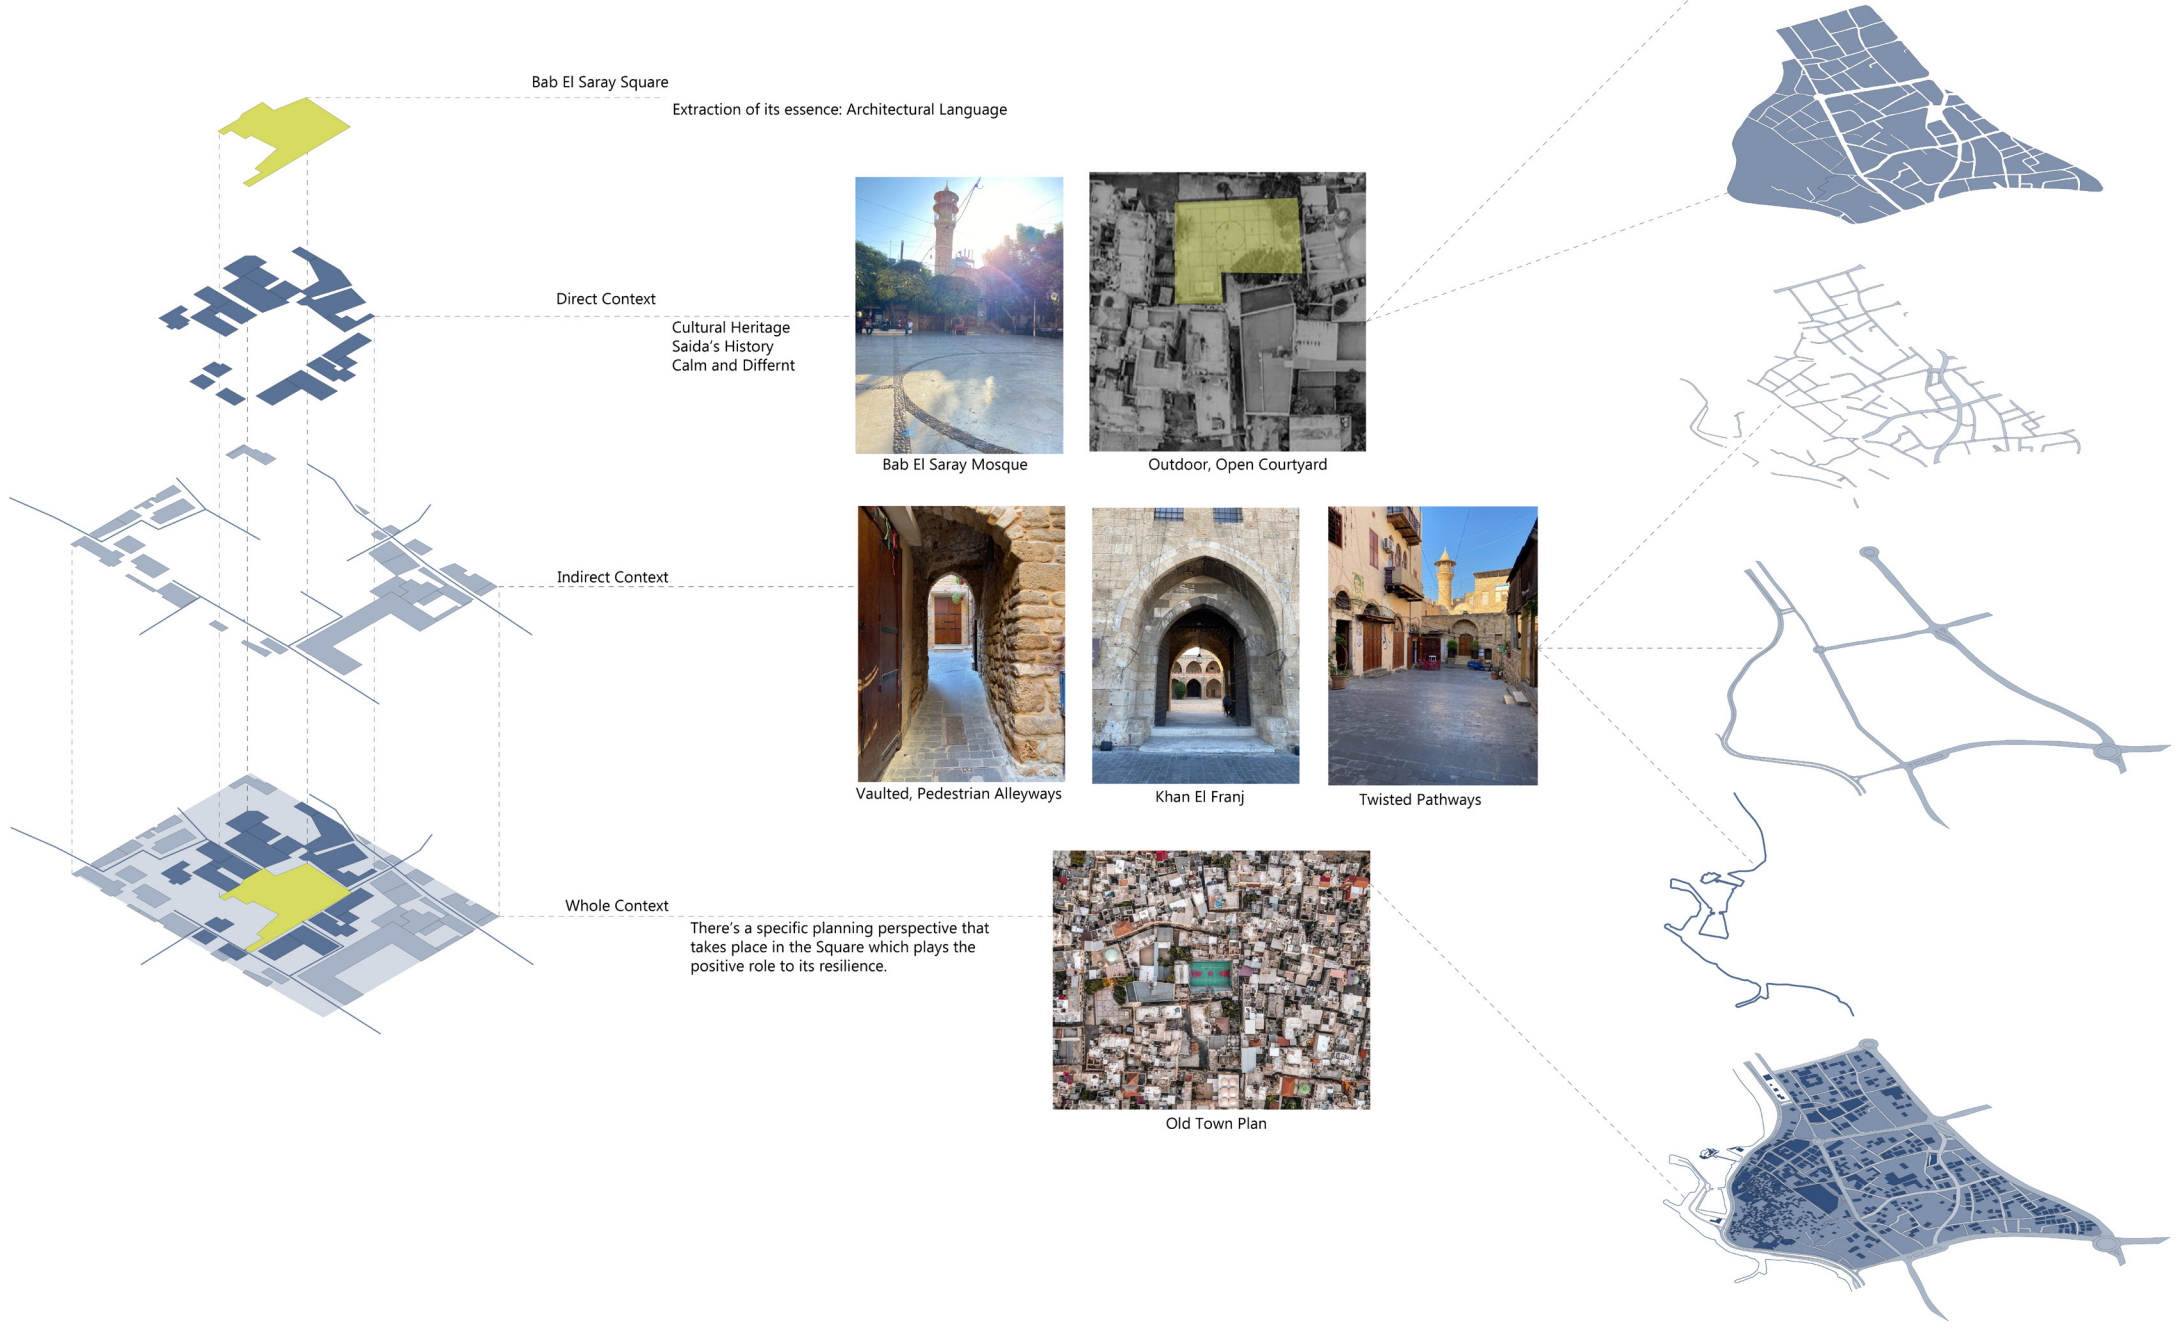 Bab El Saray Square
Extraction of its essence: Architectural Language
Direct Context
Cultural Heritage
Saida's History
Calm and Differnt
Bab El Saray Mosque
Outdoor, Open Courtyard
Indirect Context
Vaulted, Pedestrian Alleyways
Khan El Franj
Twisted Pathways
Whole Context
There's a specific planning perspective that
takes place in the Square which plays the
positive role to its resilience.
Old Town Plan